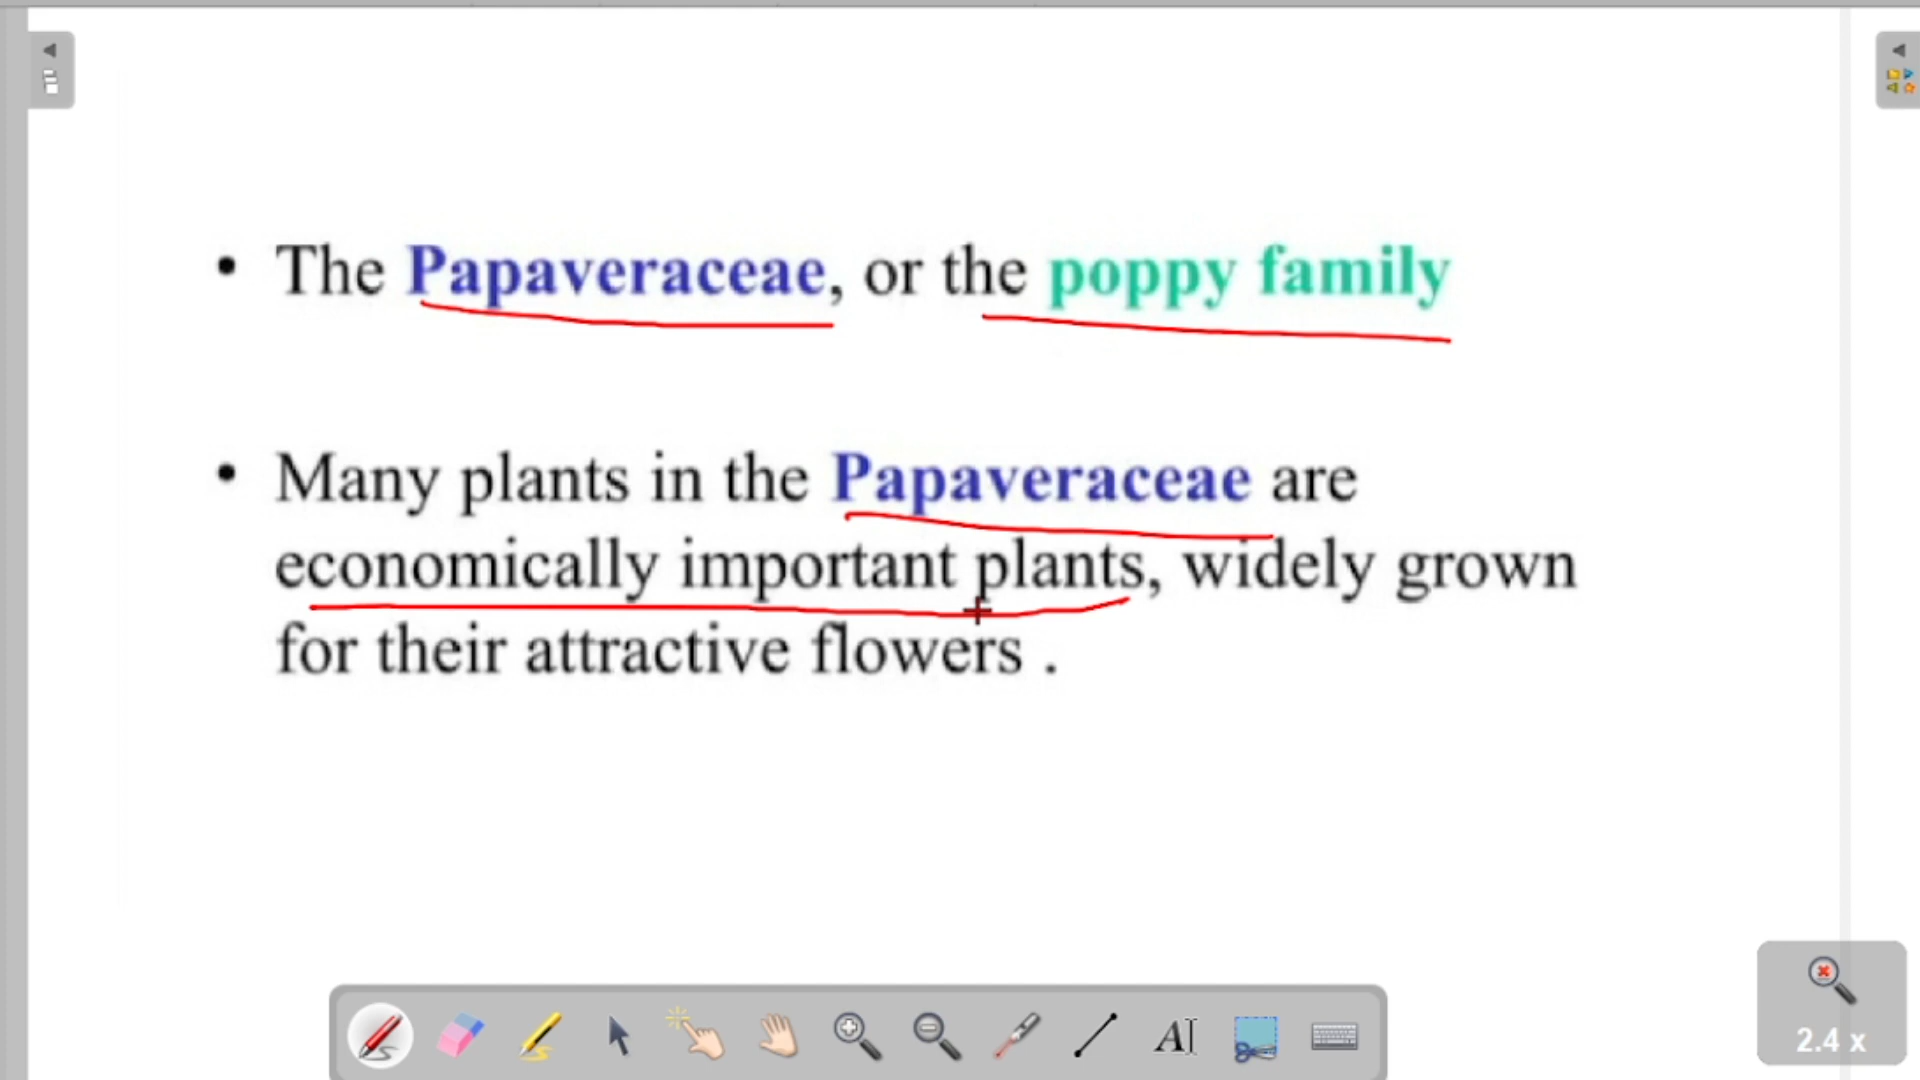 • The Papaveraceae, or the poppy family
• Many plants in the Papaveraceae are
economically important plants, widely grown
for their attractive flowers .
AI
2.4 x